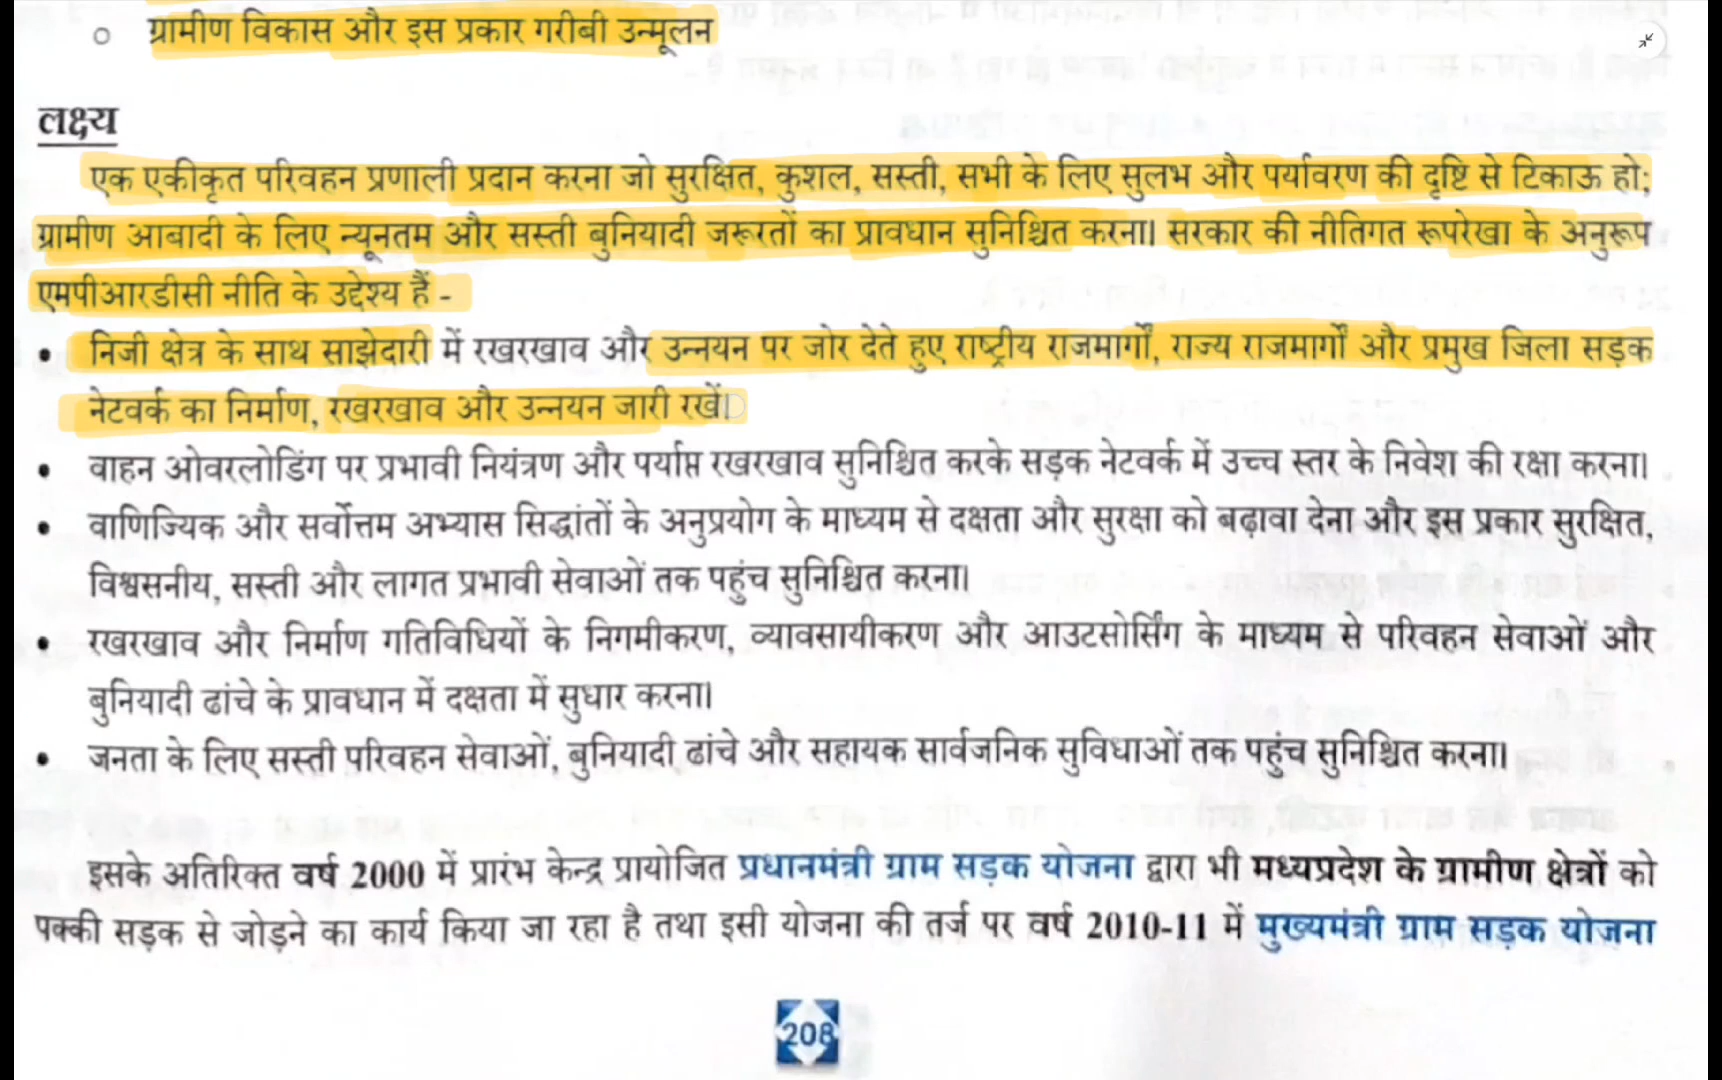 ○ ग्रामीण विकास और इस प्रकार गरीबी उन्मूलन
लक्ष्य
एक एकीकृत परिवहन प्रणाली प्रदान करना जो सुरक्षित, कुशल, सस्ती, सभी के लिए सुलभ और पर्यावरण की दृष्टि से टिकाऊ हो;
ग्रामीण आबादी के लिए न्यूनतम और सस्ती बुनियादी जरूरतों का प्रावधान सुनिश्चित करना। सरकार की नीतिगत रूपरेखा के अनुरूप
एमपीआरडीसी नीति के उद्देश्य हैं -
• निजी क्षेत्र के साथ साझेदारी में रखरखाव और उन्नयन पर जोर देते हुए राष्ट्रीय राजमार्गों, राज्य राजमार्गों और प्रमुख जिला सड़क
नेटवर्क का निर्माण, रखरखाव और उन्नयन जारी रखें।
• वाहन ओवरलोडिंग पर प्रभावी नियंत्रण और पर्याप्त रखरखाव सुनिश्चित करके सड़क नेटवर्क में उच्च स्तर के निवेश की रक्षा करना।
• वाणिज्यिक और सर्वोत्तम अभ्यास सिद्धांतों के अनुप्रयोग के माध्यम से दक्षता और सुरक्षा को बढ़ावा देना और इस प्रकार सुरक्षित,
विश्वसनीय, सस्ती और लागत प्रभावी सेवाओं तक पहुंच सुनिश्चित करना।
• रखरखाव और निर्माण गतिविधियों के निगमीकरण, व्यावसायीकरण और आउटसोर्सिंग के माध्यम से परिवहन सेवाओं और
बुनियादी ढांचे के प्रावधान में दक्षता में सुधार करना।
• जनता के लिए सस्ती परिवहन सेवाओं, बुनियादी ढांचे और सहायक सार्वजनिक सुविधाओं तक पहुंच सुनिश्चित करना।
इसके अतिरिक्त वर्ष 2000 में प्रारंभ केन्द्र प्रायोजित प्रधानमंत्री ग्राम सड़क योजना द्वारा भी मध्यप्रदेश के ग्रामीण क्षेत्रों को
पक्की सड़क से जोड़ने का कार्य किया जा रहा है तथा इसी योजना की तर्ज पर वर्ष 2010-11 में मुख्यमंत्री ग्राम सड़क योजना
208